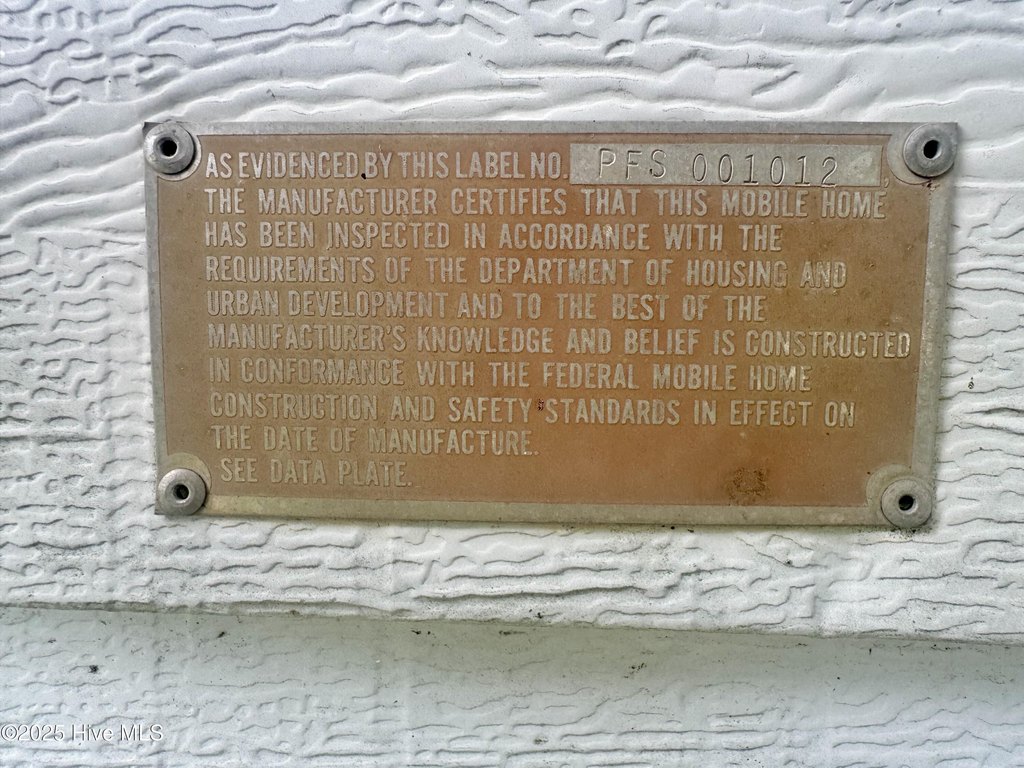 AS EVIDENCED BY THIS LABEL NO. PFS 001012,
THE MANUFACTURER CERTIFIES THAT THIS MOBILE HOME
HAS BEEN INSPECTED IN ACCORDANCE WITH THE
REQUIREMENTS OF THE DEPARTMENT OF HOUSING AND
URBAN DEVELOPMENT AND TO THE BEST OF THE
MANUFACTURER'S KNOWLEDGE AND BELIEF IS CONSTRUCTED
IN CONFORMANCE WITH THE FEDERAL MOBILE HOME
CONSTRUCTION AND SAFETY STANDARDS IN EFFECT ON
THE DATE OF MANUFACTURE.
SEE DATA PLATE.
©2025 Hive MLS